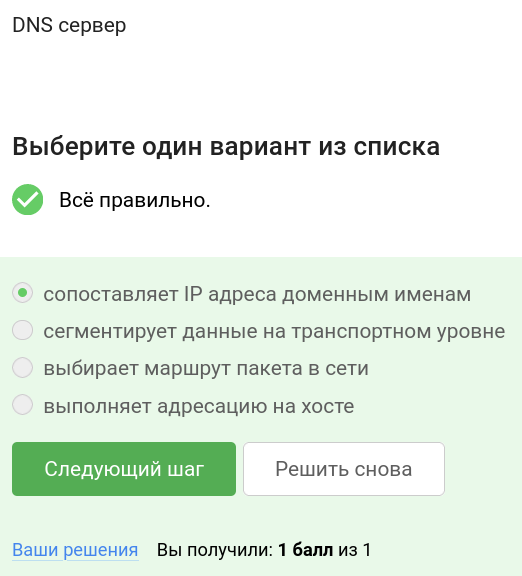 DNS сервер
Выберите один вариант из списка
Всё правильно.
сопоставляет IP адреса доменным именам
сегментирует данные на транспортном уровне
выбирает маршрут пакета в сети
выполняет адресацию на хосте
Следующий шаг
Решить снова
Ваши решения Вы получили: 1 балл из 1